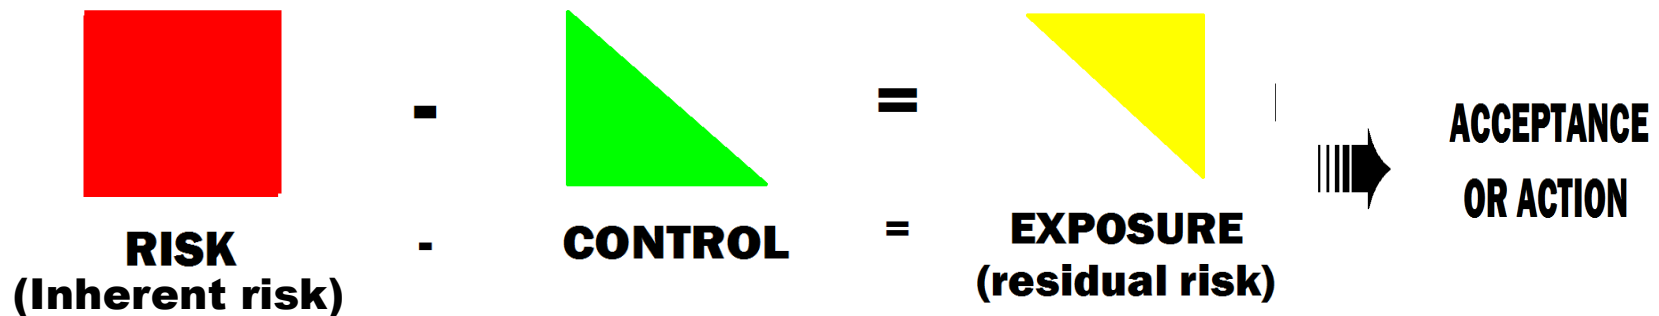 - =
ACCEPTANCE
OR ACTION
RISK - CONTROL = EXPOSURE
(Inherent risk) (residual risk)